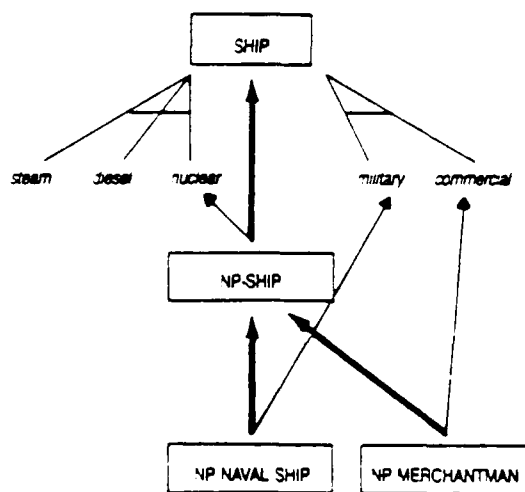 SHIP
steam diesel nuclear military commercial
NP-SHIP
NP NAVAL SHIP NP MERCHANTMAN